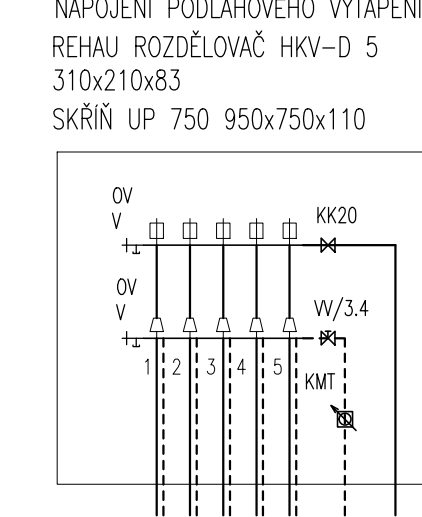 NAPOJENÍ PODLAHOVÉHO VYTÁPĚNÍ
REHAU ROZDĚLOVAČ HKV-D 5
310x210x83
SKŘÍŇ UP 750 950x750x110
OV
V
KK20
OV
V
VV/3.4
1 2 3 4 5
KMT